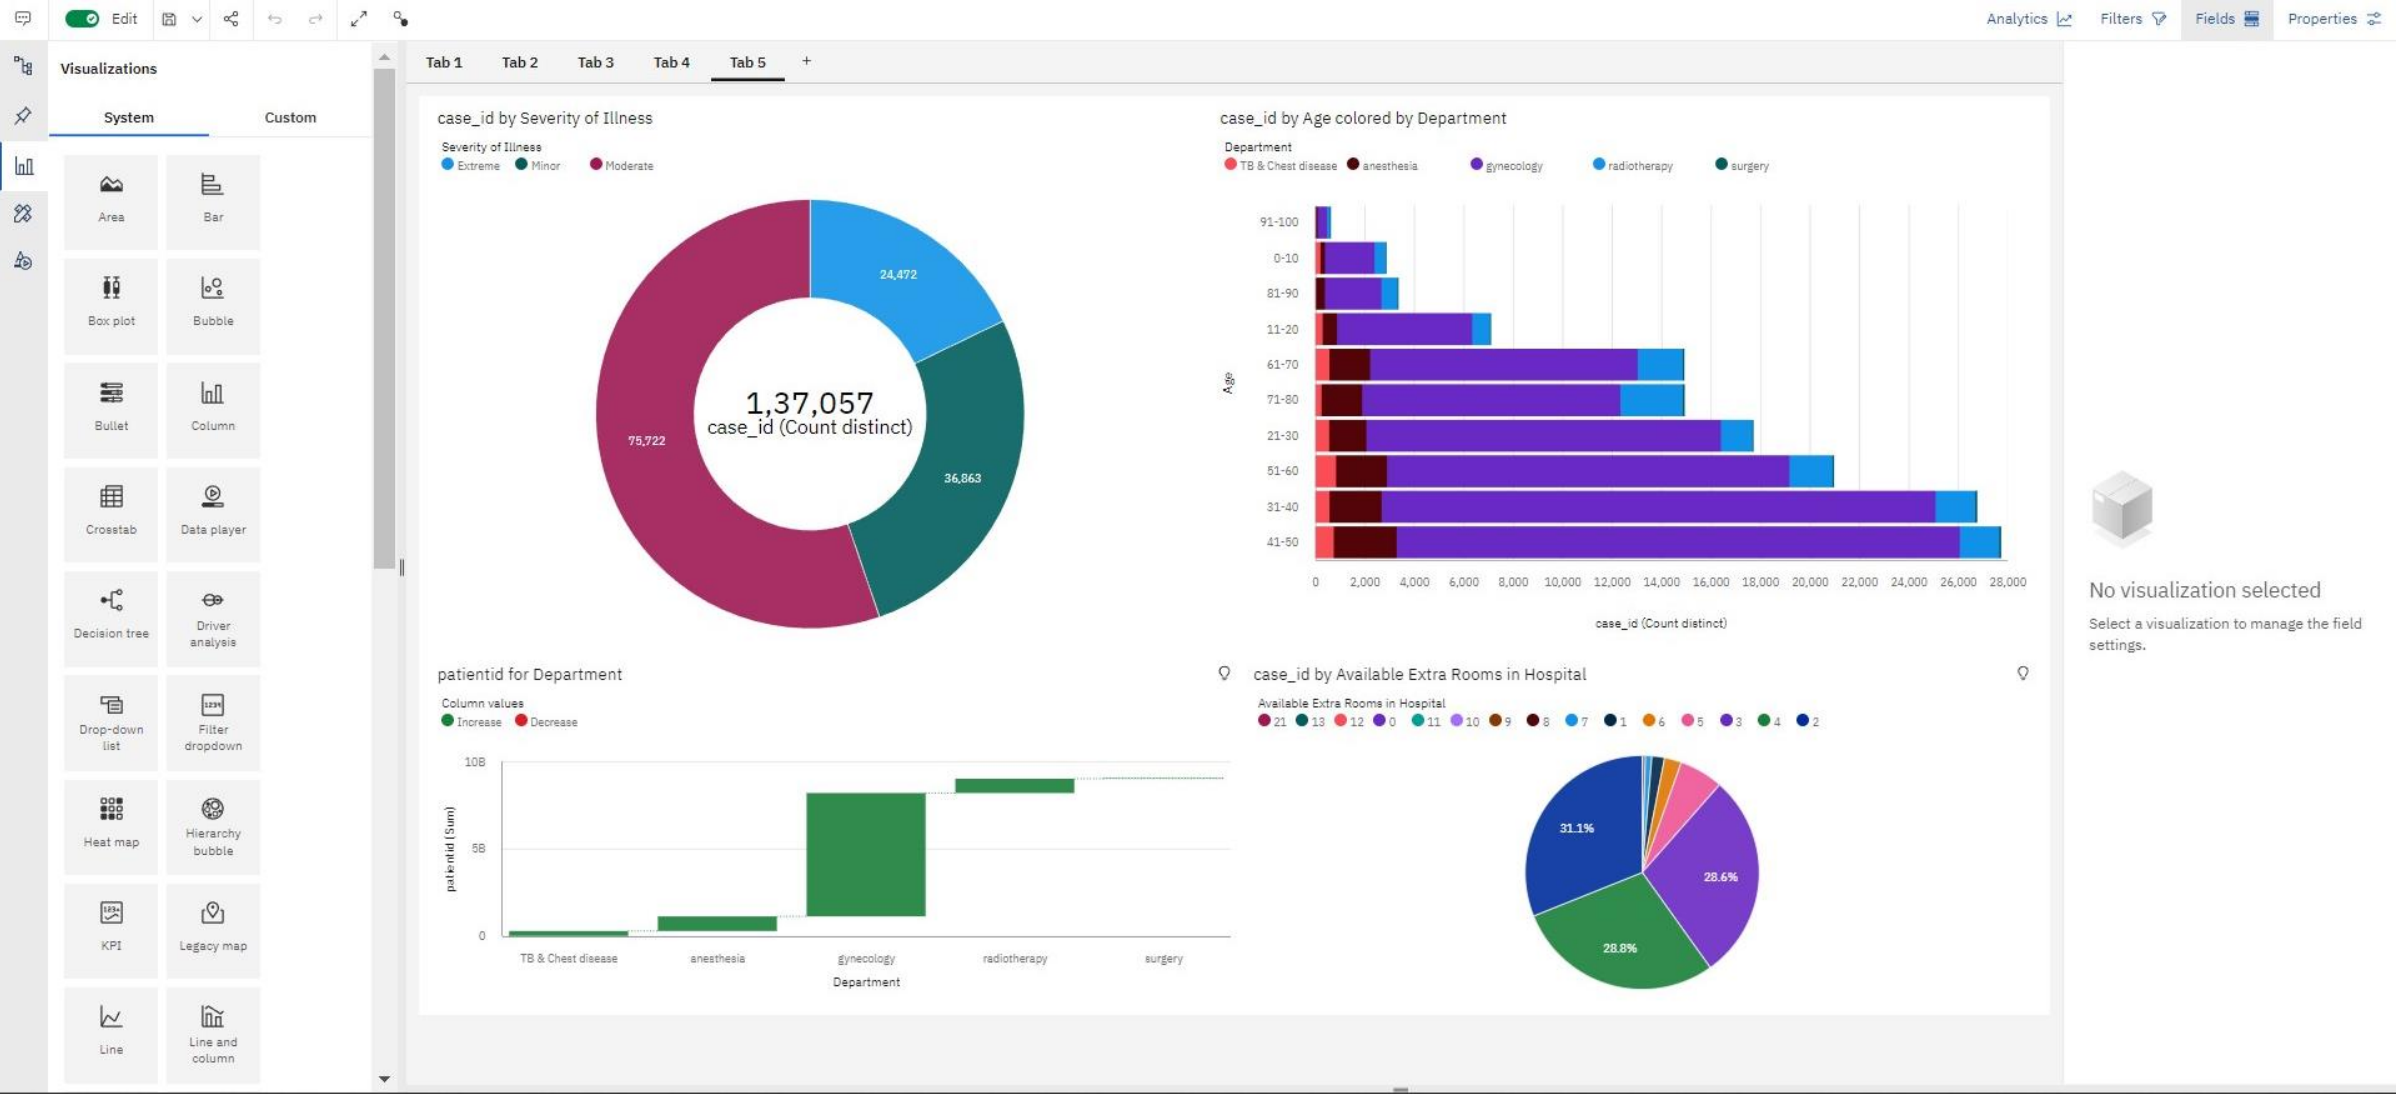 Edit
Analytics
Filters
Fields
Properties
Visualizations
System
Custom
Area
Bar
Box plot
Bubble
Bullet
Column
Crosstab
Data player
Decision tree
Driver
analysis
Drop-down
list
Filter
dropdown
Heat map
Hierarchy
bubble
KPI
Legacy map
Line
Line and
column
Tab 1
Tab 2
Tab 3
Tab 4
Tab 5
+
case_id by Severity of Illness
Severity of Illness
Extreme
Minor
Moderate
24,472
36,863
75,722
1,37,057
case_id (Count distinct)
case_id by Age colored by Department
Department
TB & Chest disease
anesthesia
gynecology
radiotherapy
surgery
Age
91-100
0-10
81-90
11-20
61-70
71-80
21-30
51-60
31-40
41-50
0
2,000
4,000
6,000
8,000
10,000
12,000
14,000
16,000
18,000
20,000
22,000
24,000
26,000
28,000
case_id (Count distinct)
patientid for Department
Column values
Increase
Decrease
patientid (Sum)
10B
5B
0
TB & Chest disease
anesthesia
gynecology
radiotherapy
surgery
Department
case_id by Available Extra Rooms in Hospital
Available Extra Rooms in Hospital
21
13
12
0
11
10
9
8
7
1
6
5
3
4
2
31.1%
28.6%
28.8%
No visualization selected
Select a visualization to manage the field
settings.